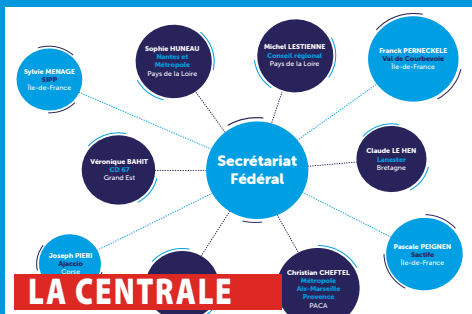 Sophie HUNEAU
Nantes et
Métropole
Pays de la Loire
Michel LESTIENNE
Conseil régional
Pays de la Loire
Franck PERNECKELE
Val de Courbevoie
Île-de-France
Sylvie MENAGE
SIPP
Île-de-France
Véronique BAHIT
CD 67
Grand Est
Secrétariat
Fédéral
Claude LE HEN
Lanester
Bretagne
Joseph PIERI
Ajaccio
Corse
Pascale PEIGNEN
Sactife
Île-de-France
Christian CHEFTEL
Métropole
Aix-Marseille
Provence
PACA
LA CENTRALE